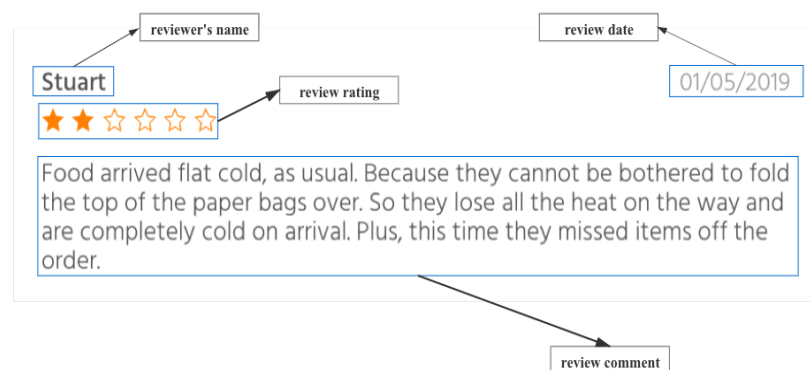 reviewer's name
review date
Stuart
01/05/2019
review rating
Food arrived flat cold, as usual. Because they cannot be bothered to fold
the top of the paper bags over. So they lose all the heat on the way and
are completely cold on arrival. Plus, this time they missed items off the
order.
review comment